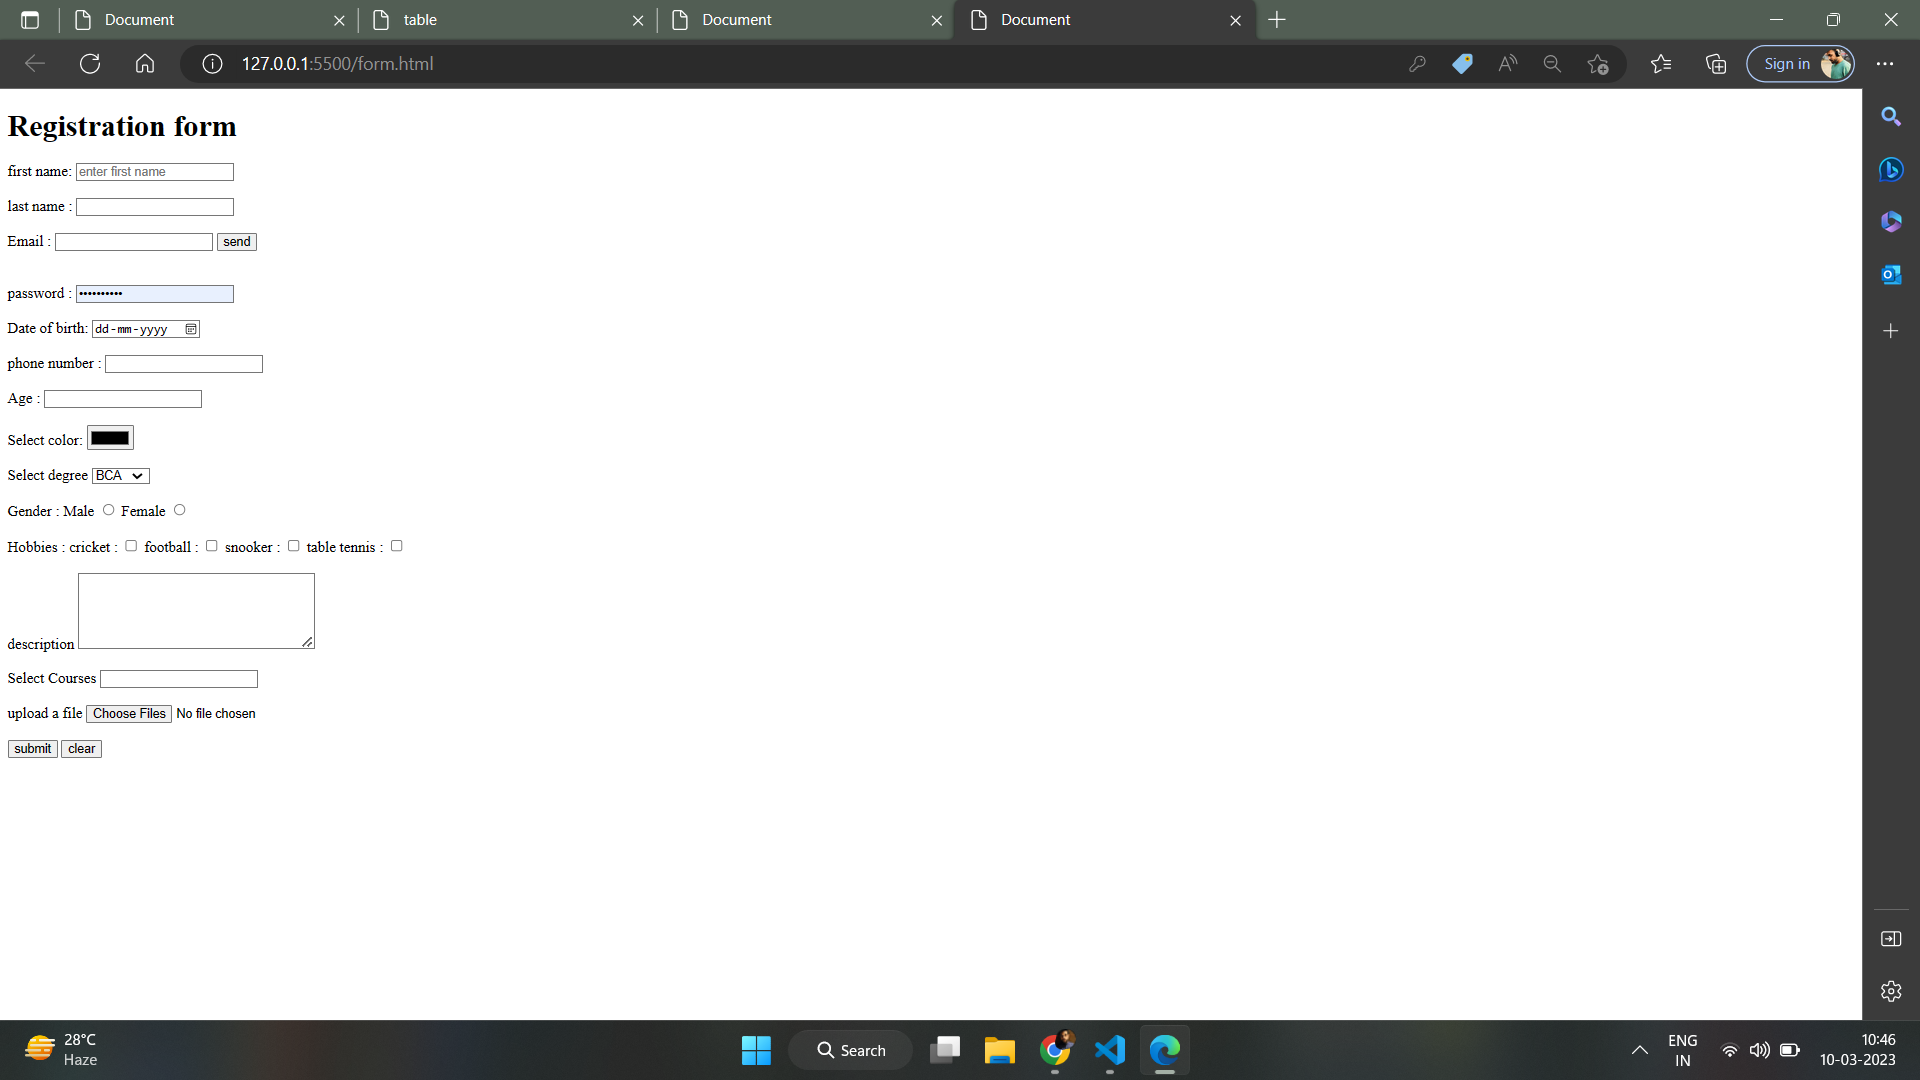 Document
table
Document
Document
127.0.0.1:5500/form.html
Sign in
Registration form
first name: enter first name
last name :
Email : send
password : ••••••••••
Date of birth: dd-mm-yyyy
phone number :
Age :
Select color:
Select degree BCA
Gender : Male Female
Hobbies : cricket : football : snooker : table tennis :
description
Select Courses
upload a file Choose Files No file chosen
submit clear
28°C
Haze
Search
ENG
IN
10:46
10-03-2023